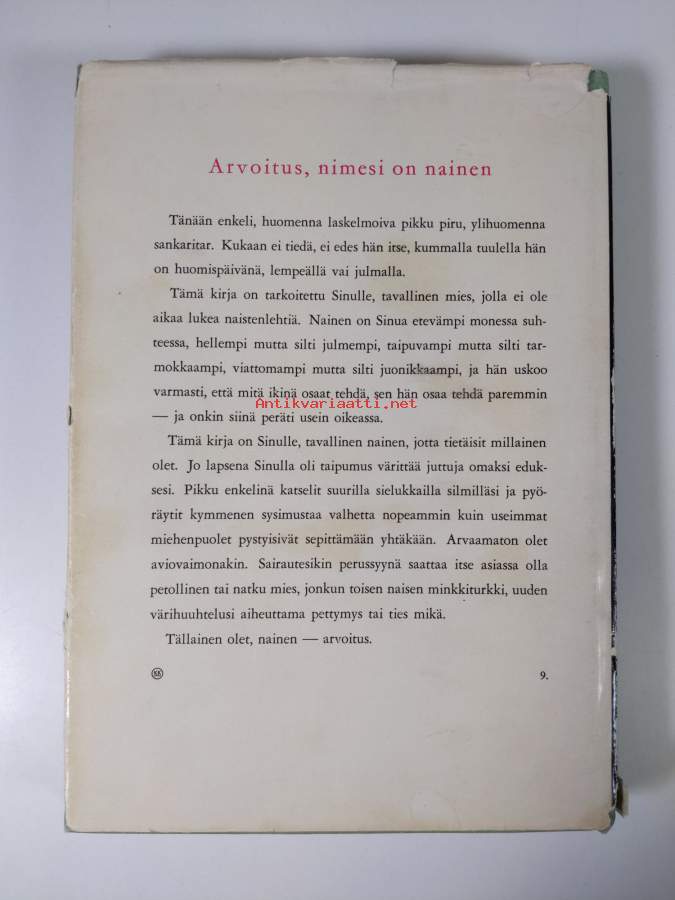 Arvoitus, nimesi on nainen
Tänään enkeli, huomenna laskelmoiva pikku piru, ylihuomenna
sankaritar. Kukaan ei tiedä, ei edes hän itse, kummalla tuulella hän
on huomispäivänä, lempeällä vai julmalla.
Tämä kirja on tarkoitettu Sinulle, tavallinen mies, jolla ei ole
aikaa lukea naistenlehtiä. Nainen on Sinua etevämpi monessa suh-
teessa, hellempi mutta silti julmempi, taipuvampi mutta silti tar-
mokkaampi, viattomampi mutta silti juonikkaampi, ja hän uskoo
varmasti, että mitä ikinä osaat tehdä, sen hän osaa tehdä paremmin
Antikvariaatti.net
— ja onkin siinä peräti usein oikeassa.
Tämä kirja on Sinulle, tavallinen nainen, jotta tietäisit millainen
olet. Jo lapsena Sinulla oli taipumus värittää juttuja omaksi eduk-
sesi. Pikku enkelinä katselit suurilla sielukkailla silmilläsi ja pyö-
räytit kymmenen sysimustaa valhetta nopeammin kuin useimmat
miehenpuolet pystyisivät sepittämään yhtäkään. Arvaamaton olet
aviovaimonakin. Sairautesikin perussyynä saattaa itse asiassa olla
petollinen tai natku mies, jonkun toisen naisen minkkiturkki, uuden
värihuuhtelusi aiheuttama pettymys tai ties mikä.
Tällainen olet, nainen — arvoitus.
KK 9.